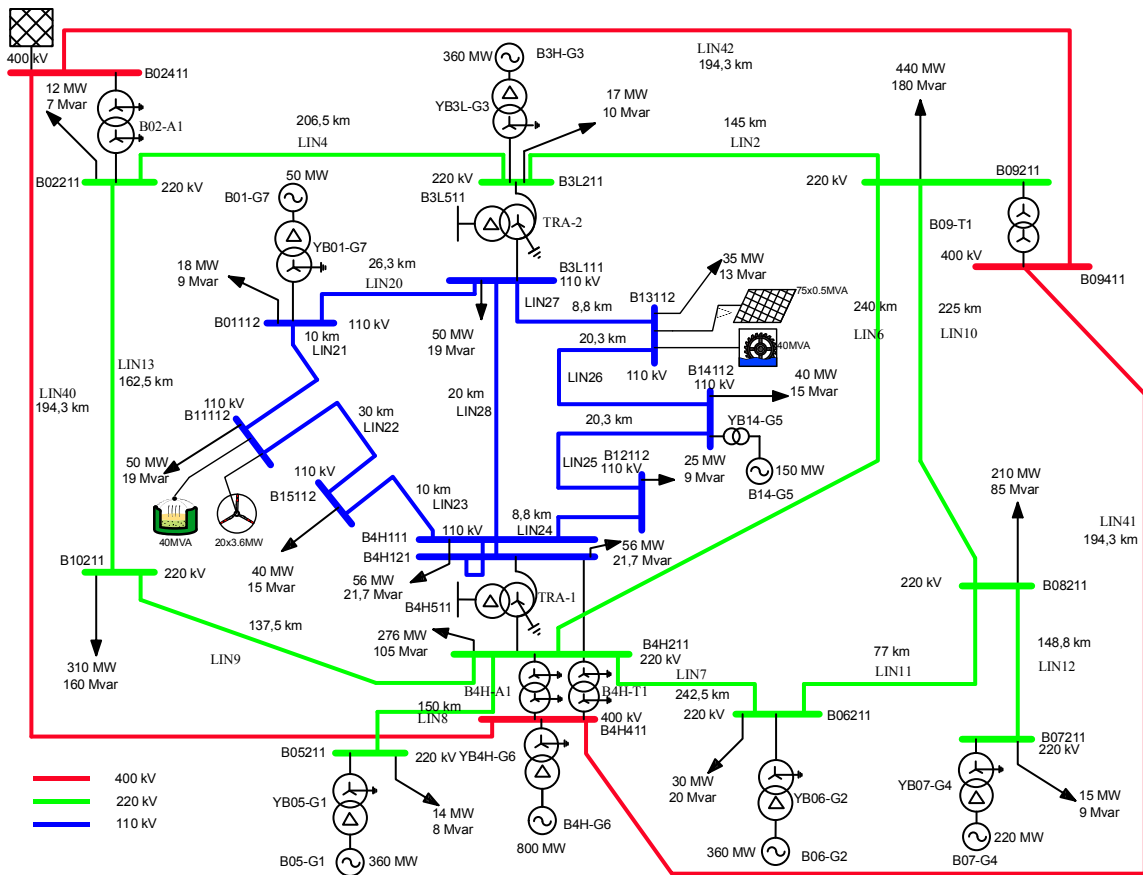 400 kV
B02411
12 MW
7 Mvar
B02-A1
B02211
220 kV
206,5 km
LIN4
360 MW
B3H-G3
YB3L-G3
17 MW
10 Mvar
LIN42
194,3 km
145 km
LIN2
440 MW
180 Mvar
220 kV
B09211
B09-T1
400 kV
B09411
220 kV
B3L211
B3L511
TRA-2
50 MW
B01-G7
YB01-G7
18 MW
9 Mvar
26,3 km
LIN20
B01112
110 kV
10 km
LIN21
B3L111
110 kV
LIN27
8,8 km
50 MW
19 Mvar
35 MW
13 Mvar
B13112
75x0.5MVA
40MVA
110 kV
20,3 km
LIN26
B14112
110 kV
40 MW
15 Mvar
YB14-G5
150 MW
B14-G5
20,3 km
LIN25
25 MW
9 Mvar
B12112
110 kV
240 km
LIN6
225 km
LIN10
LIN13
162,5 km
LIN40
194,3 km
20 km
LIN28
110 kV
B11112
30 km
LIN22
50 MW
19 Mvar
40MVA
20x3.6MW
110 kV
B15112
10 km
LIN23
40 MW
15 Mvar
8,8 km
LIN24
B4H111
110 kV
B4H121
56 MW
21,7 Mvar
56 MW
21,7 Mvar
B4H511
TRA-1
210 MW
85 Mvar
LIN41
194,3 km
B10211
220 kV
310 MW
160 Mvar
137,5 km
LIN9
276 MW
105 Mvar
B4H211
220 kV
220 kV
B08211
148,8 km
LIN12
77 km
LIN11
B4H-A1
B4H-T1
LIN7
242,5 km
150 km
LIN8
400 kV
B4H411
220 kV
B06211
B05211
220 kV
YB4H-G6
B4H-G6
800 MW
30 MW
20 Mvar
YB06-G2
360 MW
B06-G2
B07211
220 kV
YB07-G4
15 MW
9 Mvar
220 MW
B07-G4
YB05-G1
14 MW
8 Mvar
B05-G1
360 MW
400 kV
220 kV
110 kV